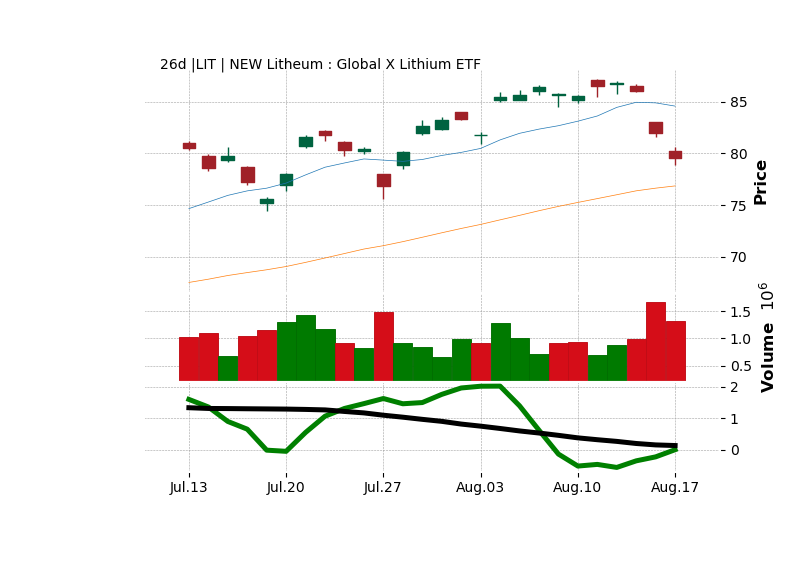 26d |LIT | NEW Litheum : Global X Lithium ETF
85
80
75
70
Price
1.5
1.0
0.5
Volume 10^6
2
1
0
Jul.13 Jul.20 Jul.27 Aug.03 Aug.10 Aug.17